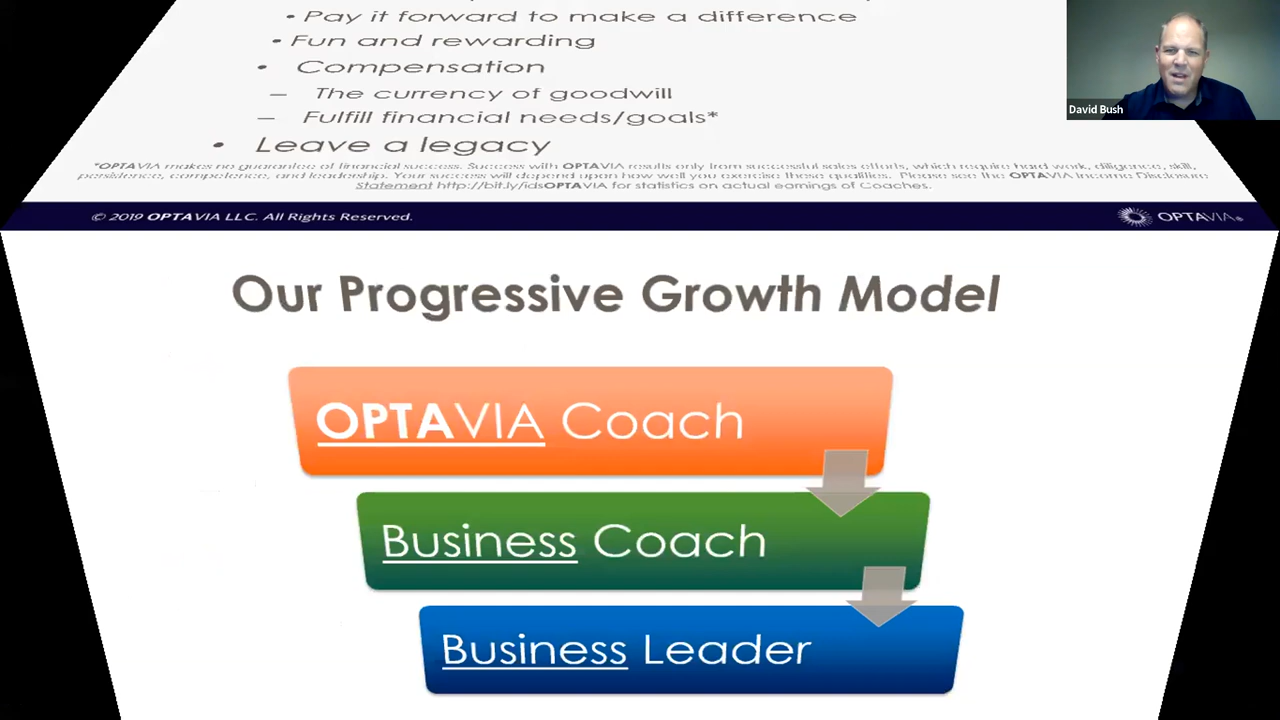 • Pay it forward to make a difference
• Fun and rewarding
• Compensation
– The currency of goodwill
– Fulfill financial needs/goals*
• Leave a legacy
*OPTAVIA makes no guarantee of financial success. Success with OPTAVIA results only from successful sales efforts, which require hard work, diligence, skill,
persistence, competence, and leadership. Your success will depend upon how well you exercise these qualities. Please see the OPTAVIA Income Disclosure
Statement http://bit.ly/idsOPTAVIA for statistics on actual earnings of Coaches.
© 2019 OPTAVIA LLC. All Rights Reserved.
OPTAVIA®
David Bush
Our Progressive Growth Model
OPTAVIA Coach
Business Coach
Business Leader